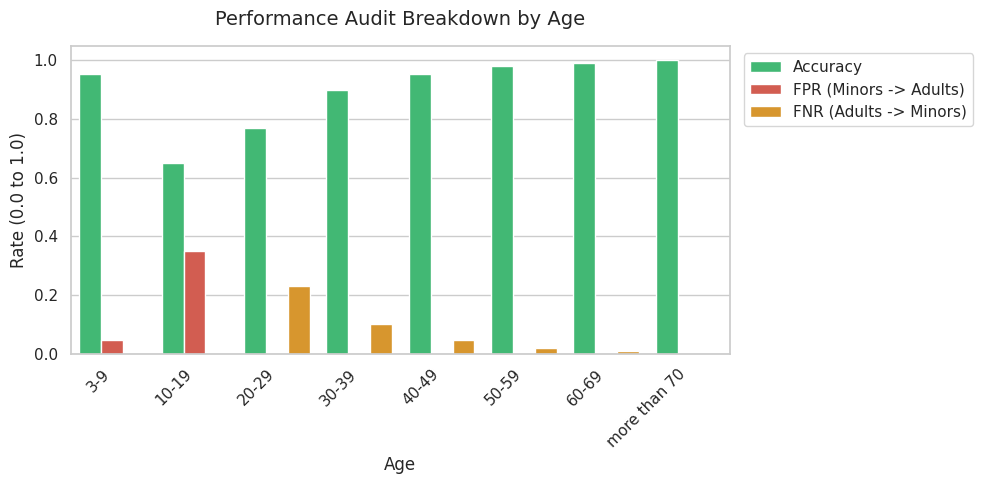 Performance Audit Breakdown by Age
Accuracy
FPR (Minors -> Adults)
FNR (Adults -> Minors)
Rate (0.0 to 1.0)
1.0
0.8
0.6
0.4
0.2
0.0
3-9
10-19
20-29
30-39
40-49
50-59
60-69
more than 70
Age